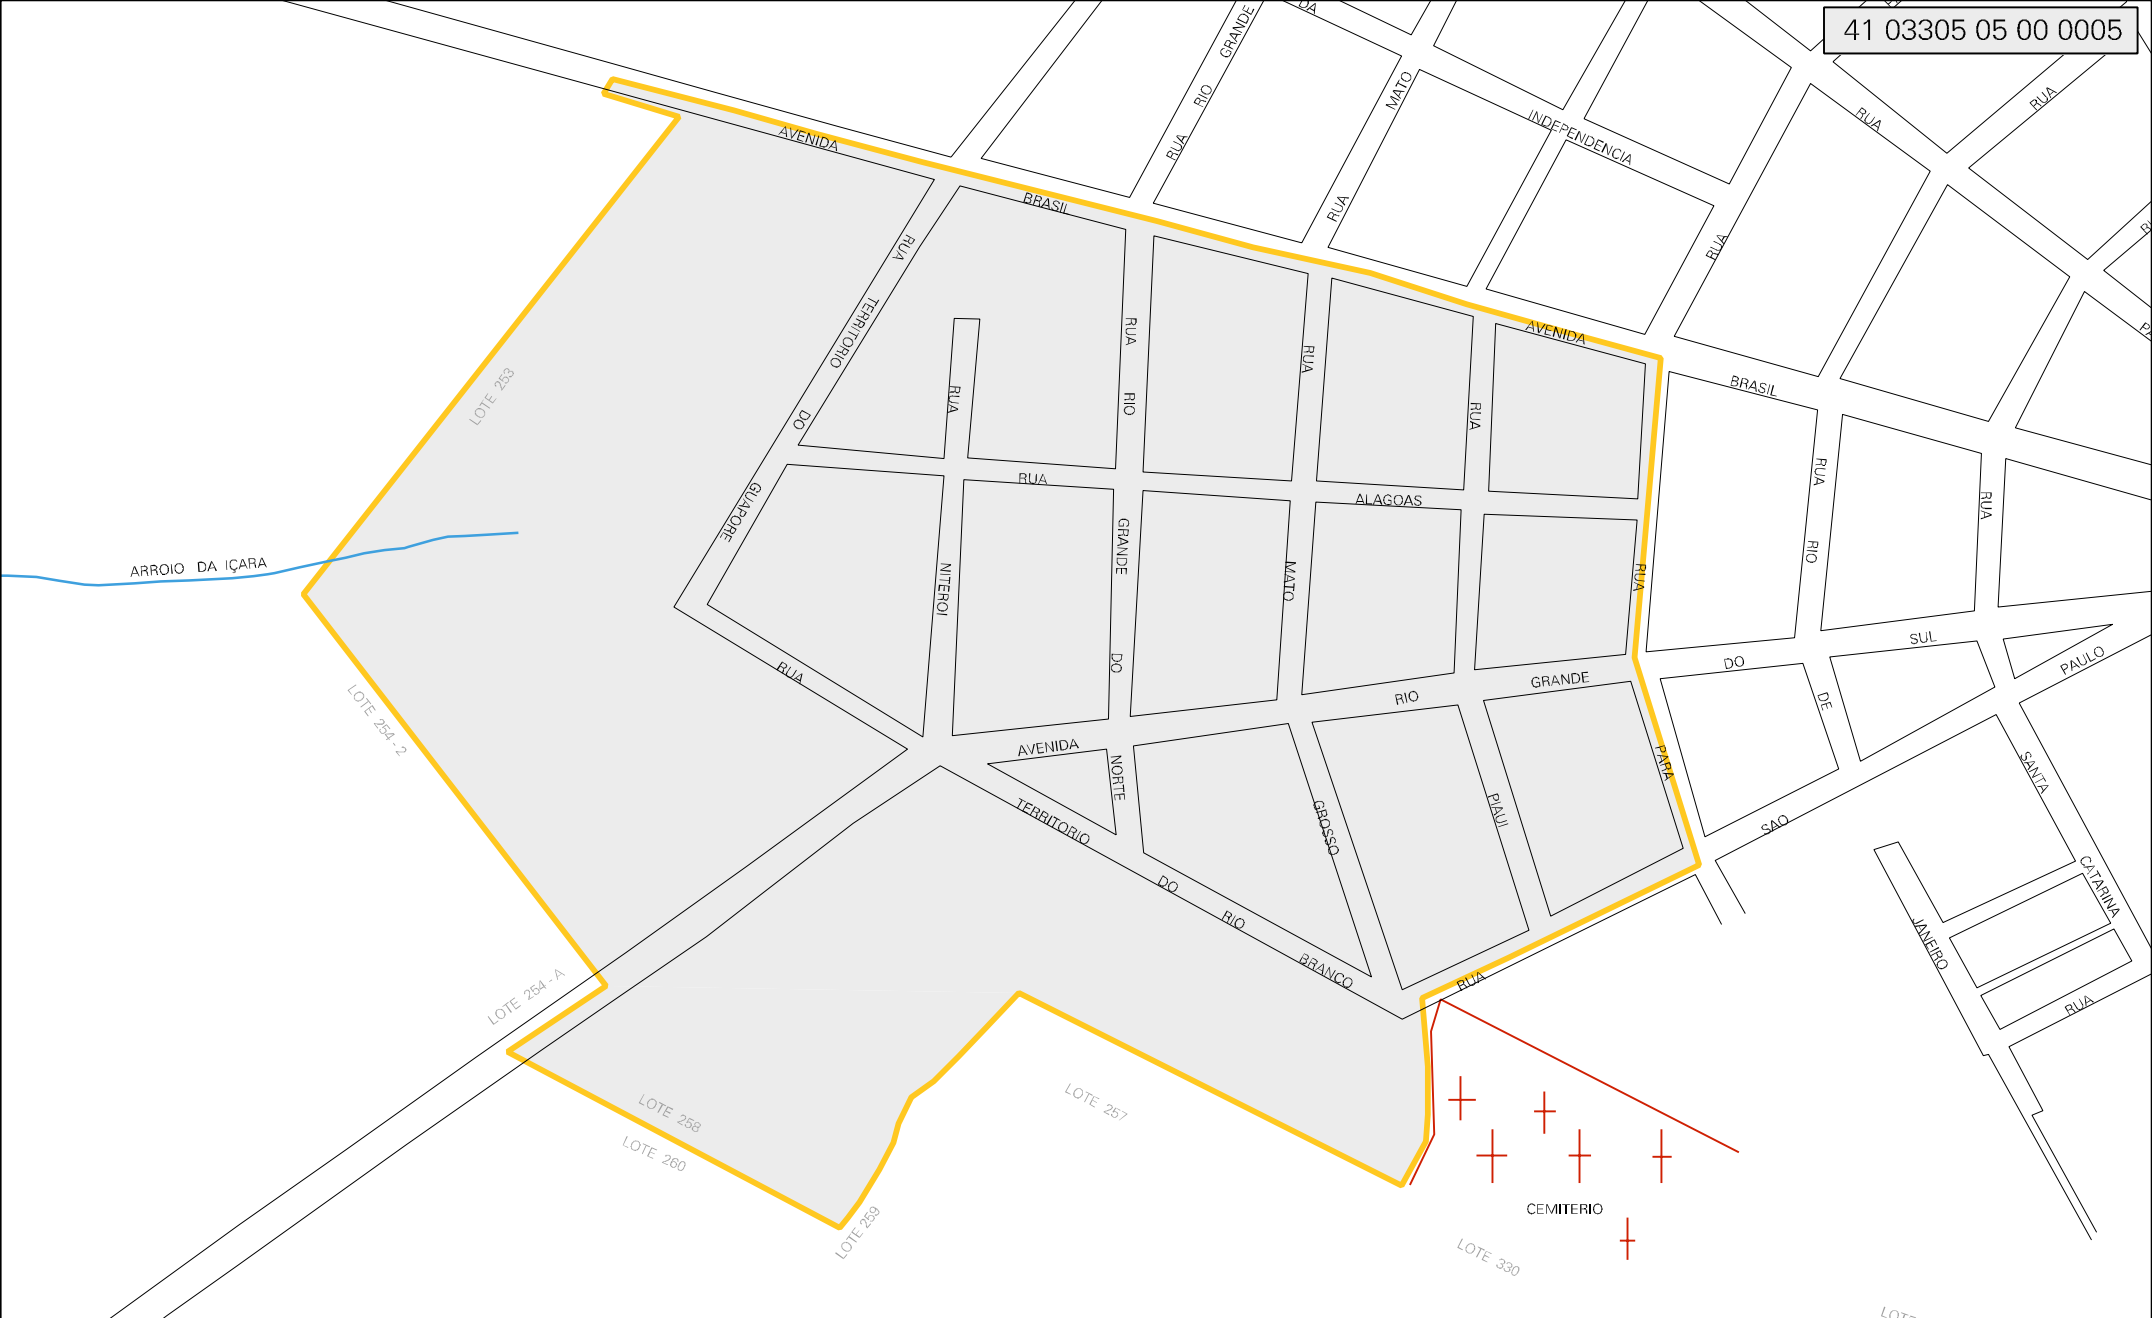 41 03305 05 00 0005
DA
GRANDE
RIO
RUA
MATO
RUA
INDEPENDENCIA
RUA
RUA
RUA
AVENIDA
BRASIL
AVENIDA
BRASIL
RUA
TERRITORIO
DO
GUAPORE
RUA
NITEROI
RUA
RIO
GRANDE
DO
NORTE
RUA
MATO
GROSSO
RUA
PIAUI
RUA
PARA
RUA
RIO
DE
JANEIRO
RUA
SANTA
CATARINA
RUA
ALAGOAS
LOTE 253
ARROIO DA IÇARA
LOTE 254 - 2
RUA
TERRITORIO
DO
RIO
BRANCO
AVENIDA
RIO
GRANDE
DO
SUL
RUA
SAO
PAULO
RUA
LOTE 254 - A
LOTE 258
LOTE 260
LOTE 259
LOTE 257
CEMITERIO
LOTE 330
LOTE